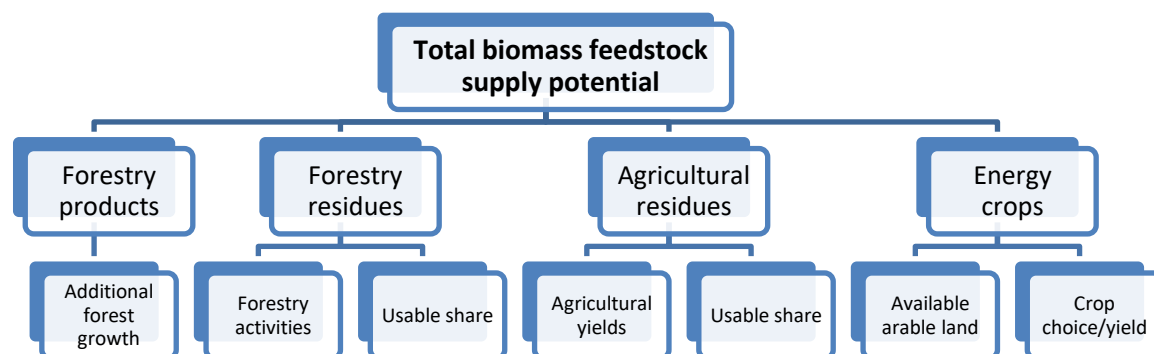 Total biomass feedstock
supply potential
Forestry
products
Forestry
residues
Agricultural
residues
Energy
crops
Additional
forest
growth
Forestry
activities
Usable share
Agricultural
yields
Usable share
Available
arable land
Crop
choice/yield